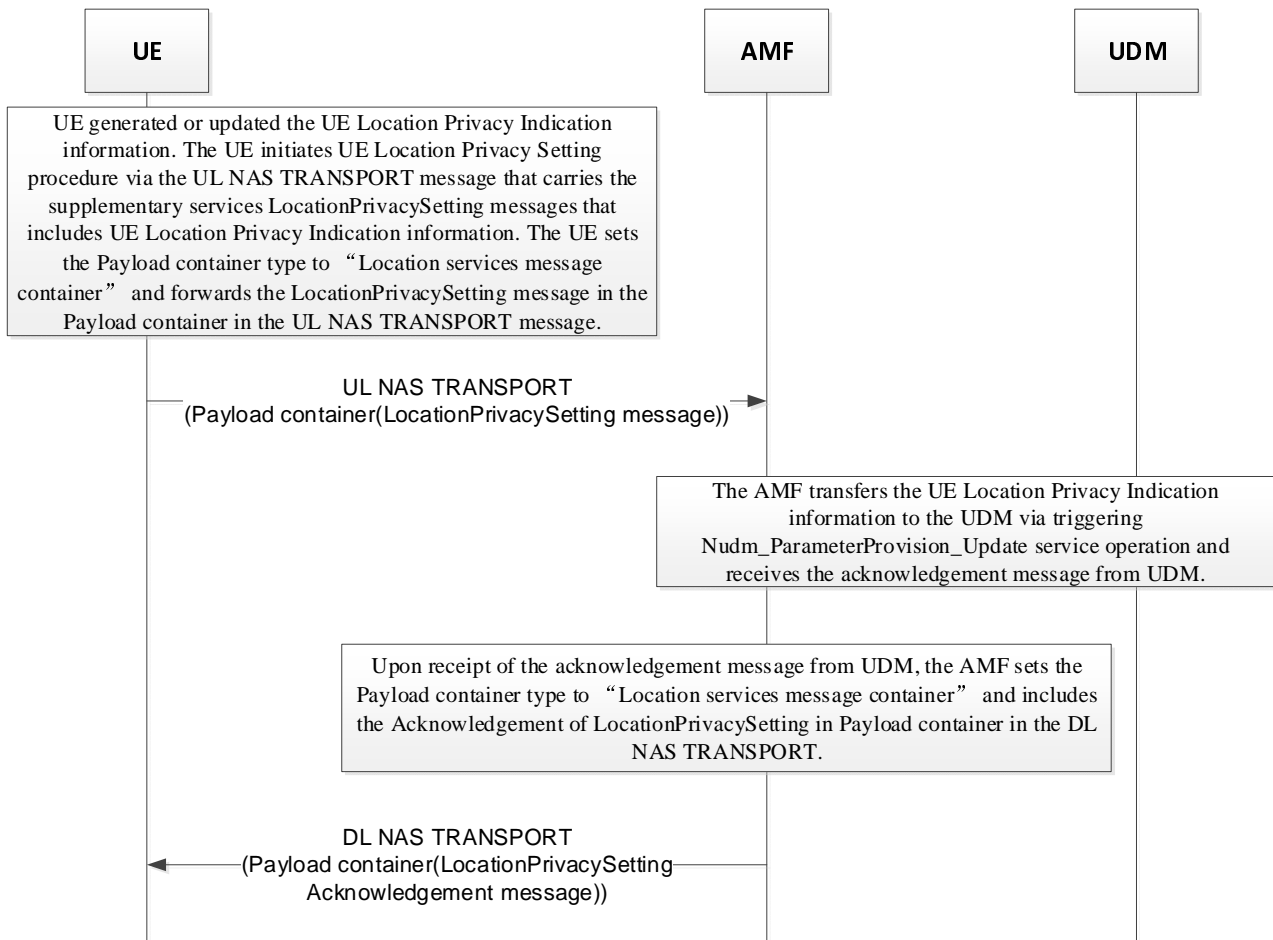 UE
AMF
UDM
UE generated or updated the UE Location Privacy Indication
information. The UE initiates UE Location Privacy Setting
procedure via the UL NAS TRANSPORT message that carries the
supplementary services LocationPrivacySetting messages that
includes UE Location Privacy Indication information. The UE sets
the Payload container type to “Location services message
container” and forwards the LocationPrivacySetting message in the
Payload container in the UL NAS TRANSPORT message.
UL NAS TRANSPORT
(Payload container(LocationPrivacySetting message))
The AMF transfers the UE Location Privacy Indication
information to the UDM via triggering
Nudm_ParameterProvision_Update service operation and
receives the acknowledgement message from UDM.
Upon receipt of the acknowledgement message from UDM, the AMF sets the
Payload container type to “Location services message container” and includes
the Acknowledgement of LocationPrivacySetting in Payload container in the DL
NAS TRANSPORT.
DL NAS TRANSPORT
(Payload container(LocationPrivacySetting
Acknowledgement message))